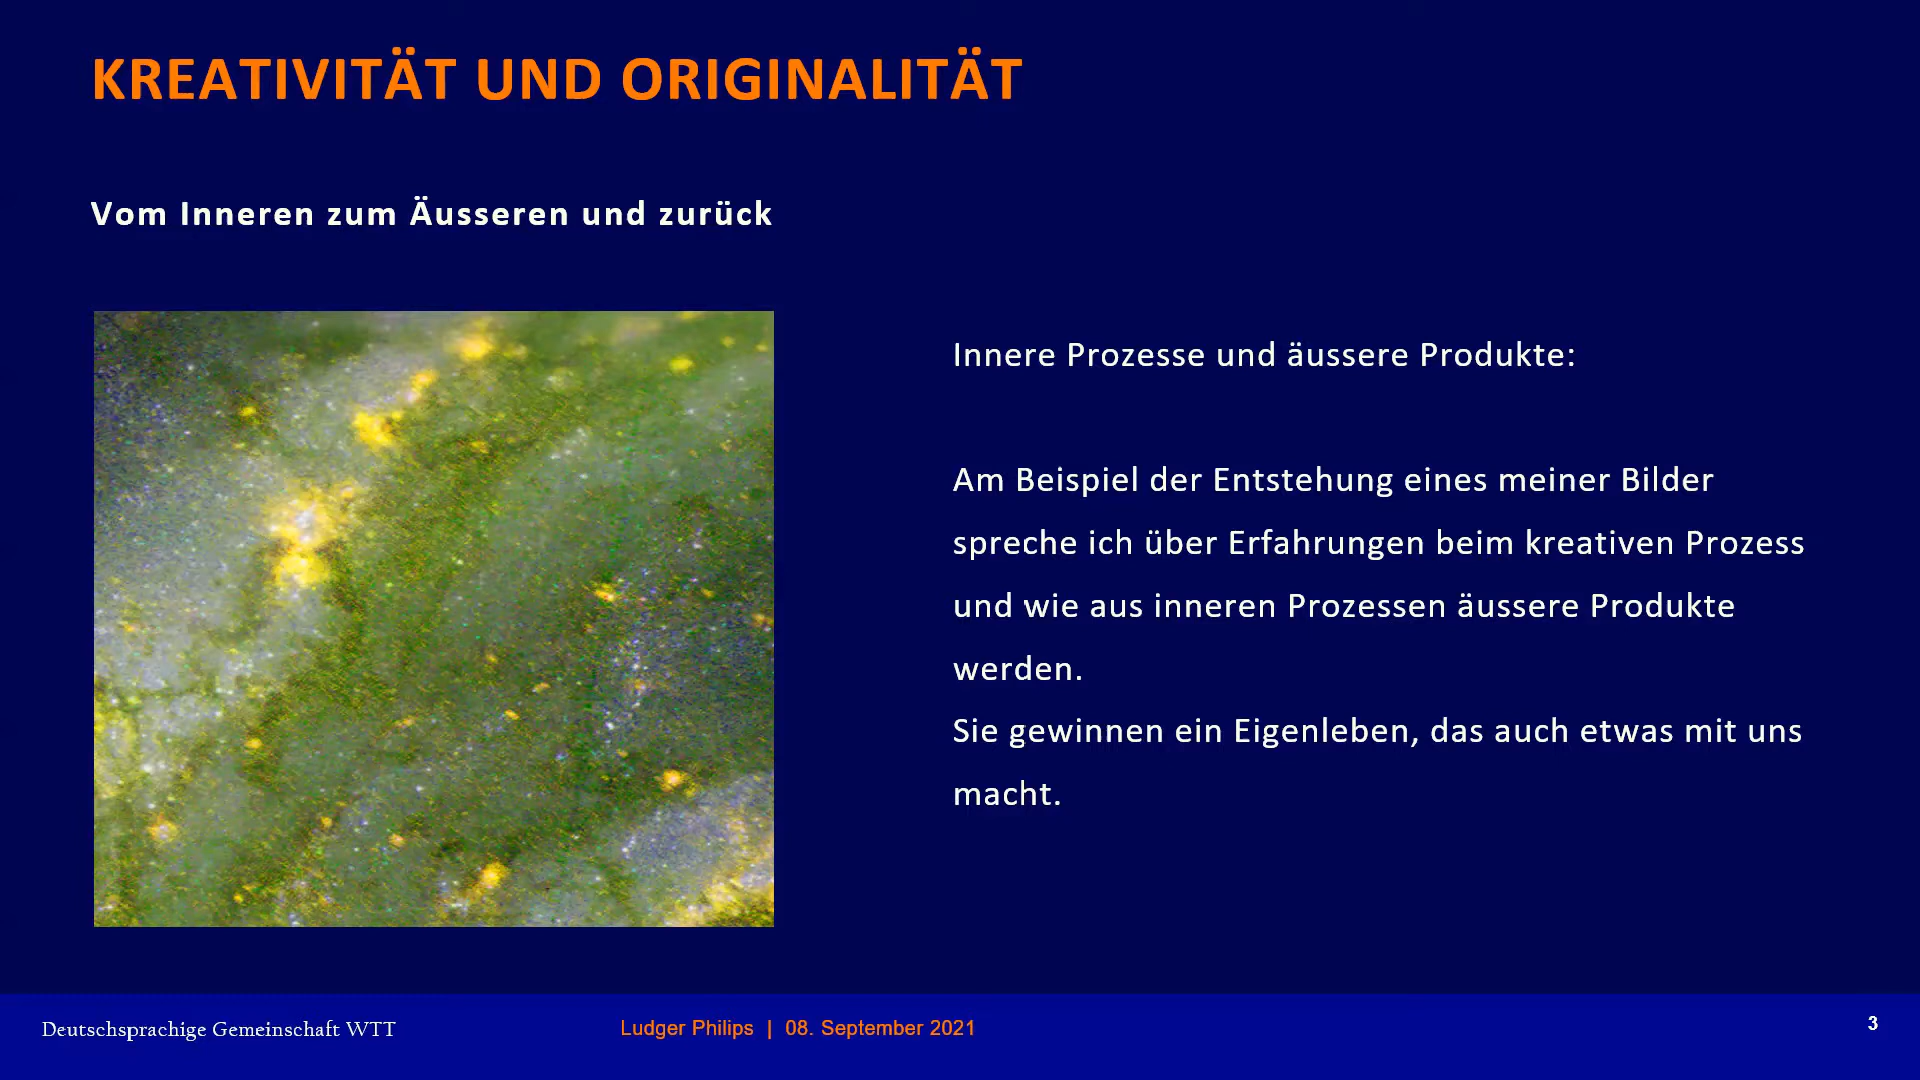 KREATIVITÄT UND ORIGINALITÄT
Vom Inneren zum Äusseren und zurück
Innere Prozesse und äussere Produkte:
Am Beispiel der Entstehung eines meiner Bilder
spreche ich über Erfahrungen beim kreativen Prozess
und wie aus inneren Prozessen äussere Produkte
werden.
Sie gewinnen ein Eigenleben, das auch etwas mit uns
macht.
Deutschsprachige Gemeinschaft WTT
Ludger Philips | 08. September 2021
3